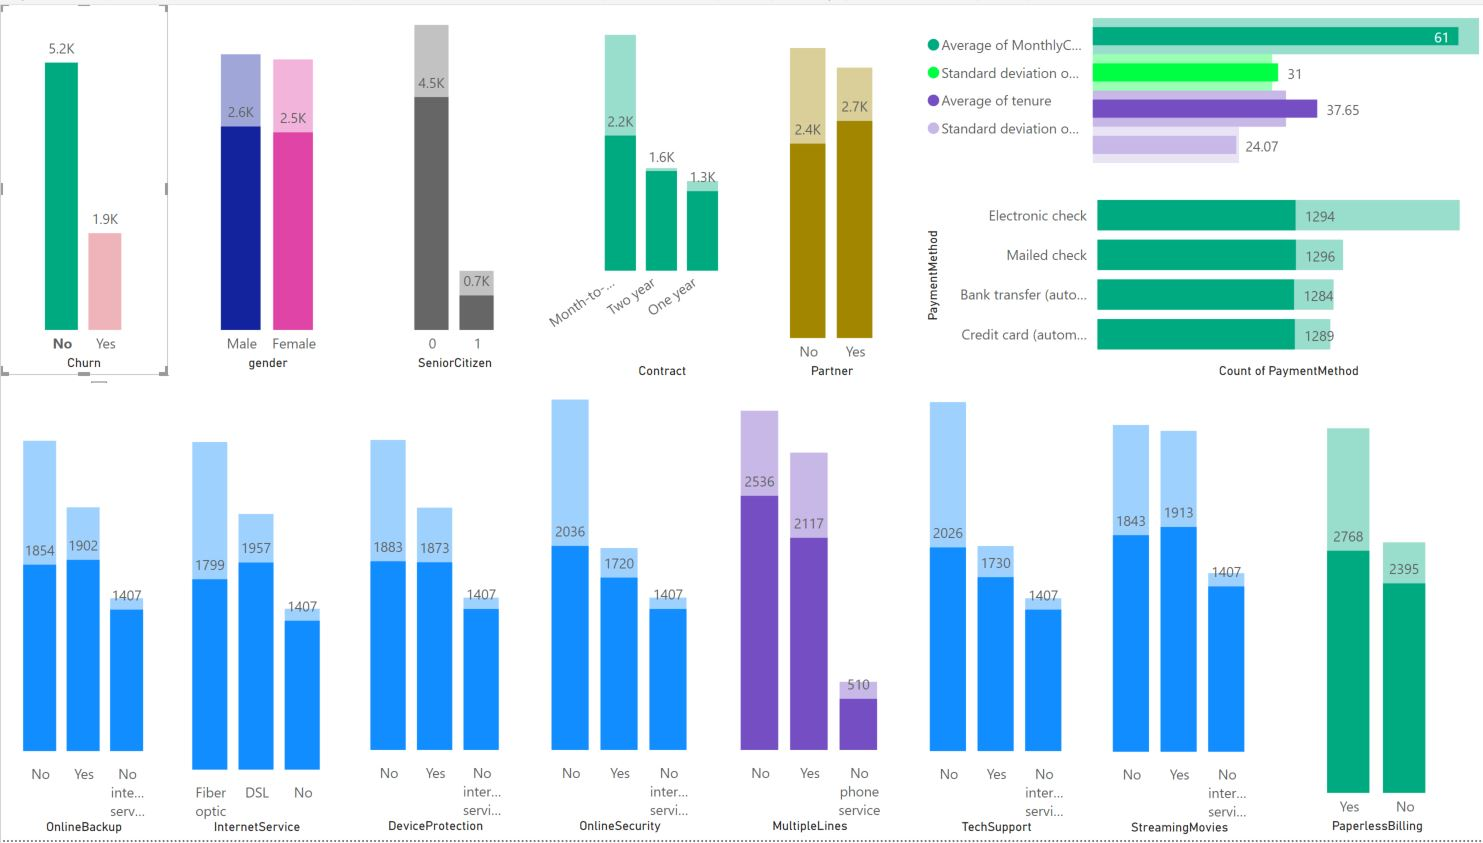 5.2K
1.9K
No Yes
Churn
2.6K
2.5K
Male Female
gender
4.5K
0.7K
0 1
SeniorCitizen
2.2K
1.6K
1.3K
Month-to-...
Two year
One year
Contract
2.4K
2.7K
No Yes
Partner
Average of MonthlyC...
Standard deviation o...
Average of tenure
Standard deviation o...
61
31
37.65
24.07
PaymentMethod
Electronic check 1294
Mailed check 1296
Bank transfer (auto... 1284
Credit card (autom... 1289
Count of PaymentMethod
1854 1902 1407
No Yes No
inte...
serv...
OnlineBackup
1799 1957 1407
Fiber DSL No
optic
InternetService
1883 1873 1407
No Yes No
inter...
servi...
DeviceProtection
2036 1720 1407
No Yes No
inter...
servi...
OnlineSecurity
2536 2117 510
No Yes No
phone
service
MultipleLines
2026 1730 1407
No Yes No
inter...
servi...
TechSupport
1843 1913 1407
No Yes No
inter...
servi...
StreamingMovies
2768 2395
Yes No
PaperlessBilling